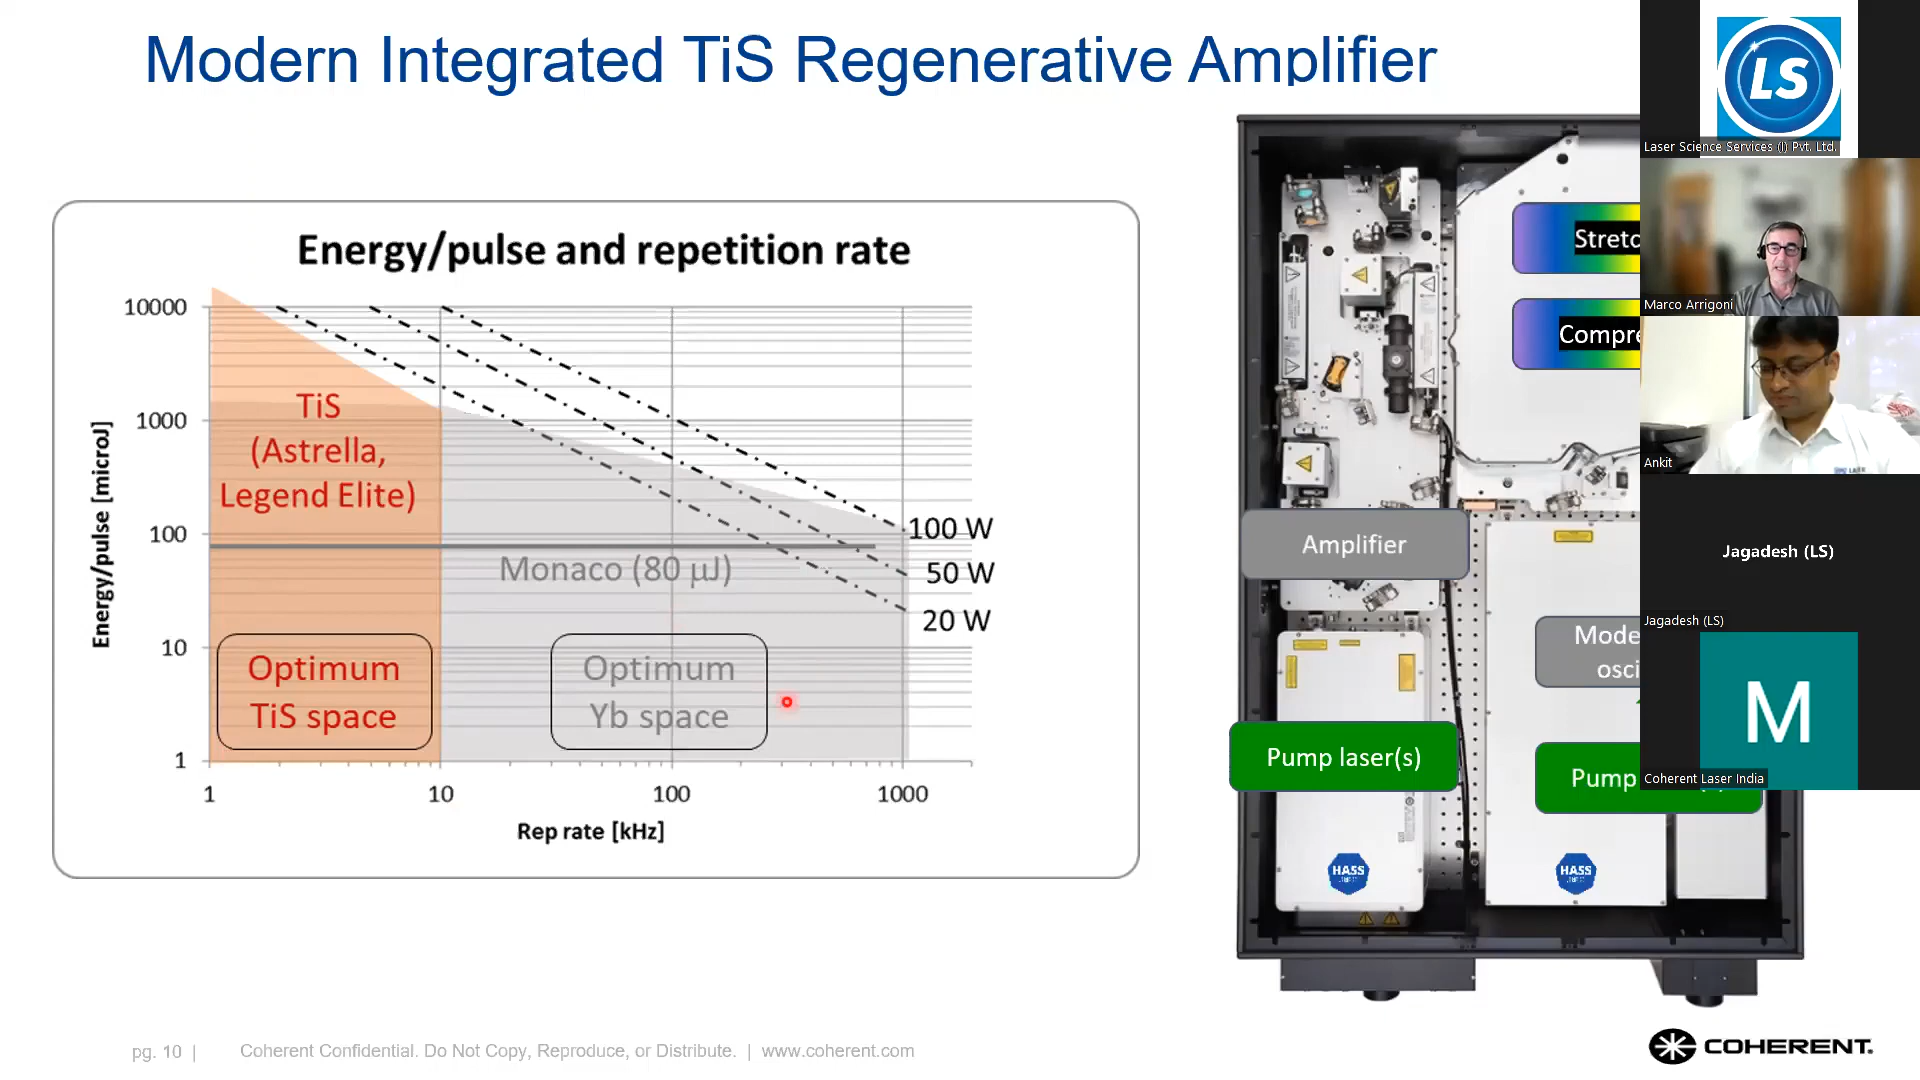 Modern Integrated TiS Regenerative Amplifier
Energy/pulse and repetition rate
10000
1000
100
10
1
Energy/pulse [microJ]
TiS
(Astrella,
Legend Elite)
Monaco (80 µJ)
100 W
50 W
20 W
Optimum
TiS space
Optimum
Yb space
1
10
100
1000
Rep rate [kHz]
Stretc
Compre
Amplifier
Mode
osci
Pump laser(s)
Pump
HASS
HASS
LS
Laser Science Services (I) Pvt. Ltd.
Marco Arrigoni
Ankit
Jagadesh (LS)
Jagadesh (LS)
M
Coherent Laser India
pg. 10 |
Coherent Confidential. Do Not Copy, Reproduce, or Distribute. | www.coherent.com
COHERENT.